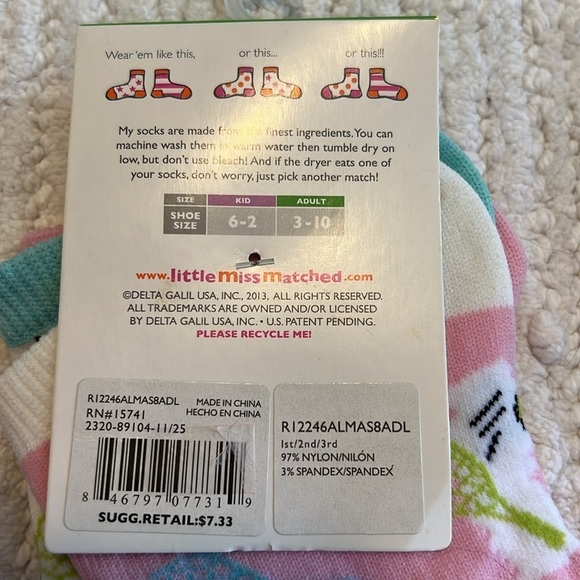 Wear 'em like this,
or this...
or this!!!
My socks are made from the finest ingredients. You can
machine wash them in warm water then tumble dry on
low, but don't use bleach! And if the dryer eats one of
your socks, don't worry, just pick another match!
SIZE KID ADULT
SHOE SIZE 6-2 3-10
www.littlemissmatched.com
©DELTA GALIL USA, INC., 2013, ALL RIGHTS RESERVED.
ALL TRADEMARKS ARE OWNED AND/OR LICENSED
BY DELTA GALIL USA, INC. • U.S. PATENT PENDING.
PLEASE RECYCLE ME!
R12246ALMAS8ADL MADE IN CHINA
RN#15741 HECHO EN CHINA
2320-89104-11/25
8 46797 07731 9
SUGG.RETAIL:$7.33
R12246ALMAS8ADL
1st/2nd/3rd
97% NYLON/NILÓN
3% SPANDEX/SPANDEX